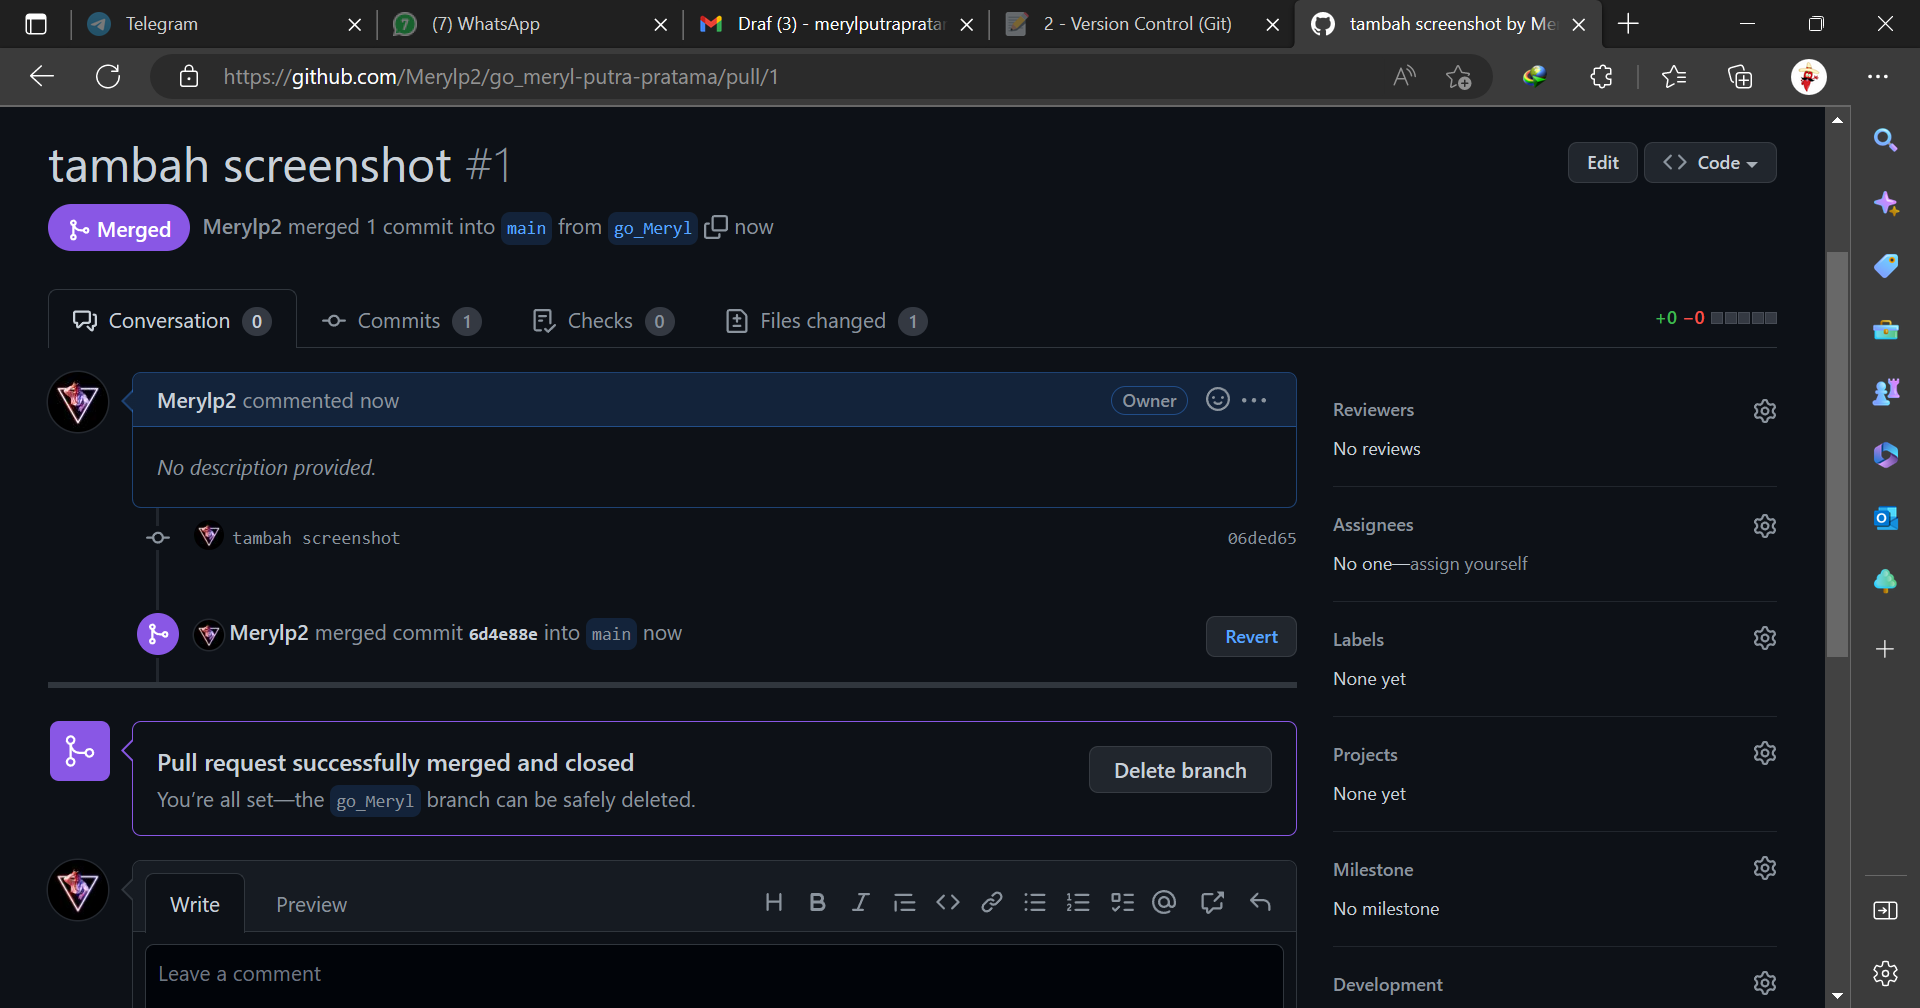 Telegram
(7) WhatsApp
Draf (3) - merylputrapratar
2 - Version Control (Git)
tambah screenshot by Me
https://github.com/Merylp2/go_meryl-putra-pratama/pull/1
tambah screenshot #1
Edit
Code
Merged
Merylp2 merged 1 commit into main from go_Meryl now
Conversation 0
Commits 1
Checks 0
Files changed 1
+0 −0
Merylp2 commented now
Owner
No description provided.
tambah screenshot
06ded65
Merylp2 merged commit 6d4e88e into main now
Revert
Pull request successfully merged and closed
You’re all set—the go_Meryl branch can be safely deleted.
Delete branch
Write
Preview
Leave a comment
Reviewers
No reviews
Assignees
No one—assign yourself
Labels
None yet
Projects
None yet
Milestone
No milestone
Development